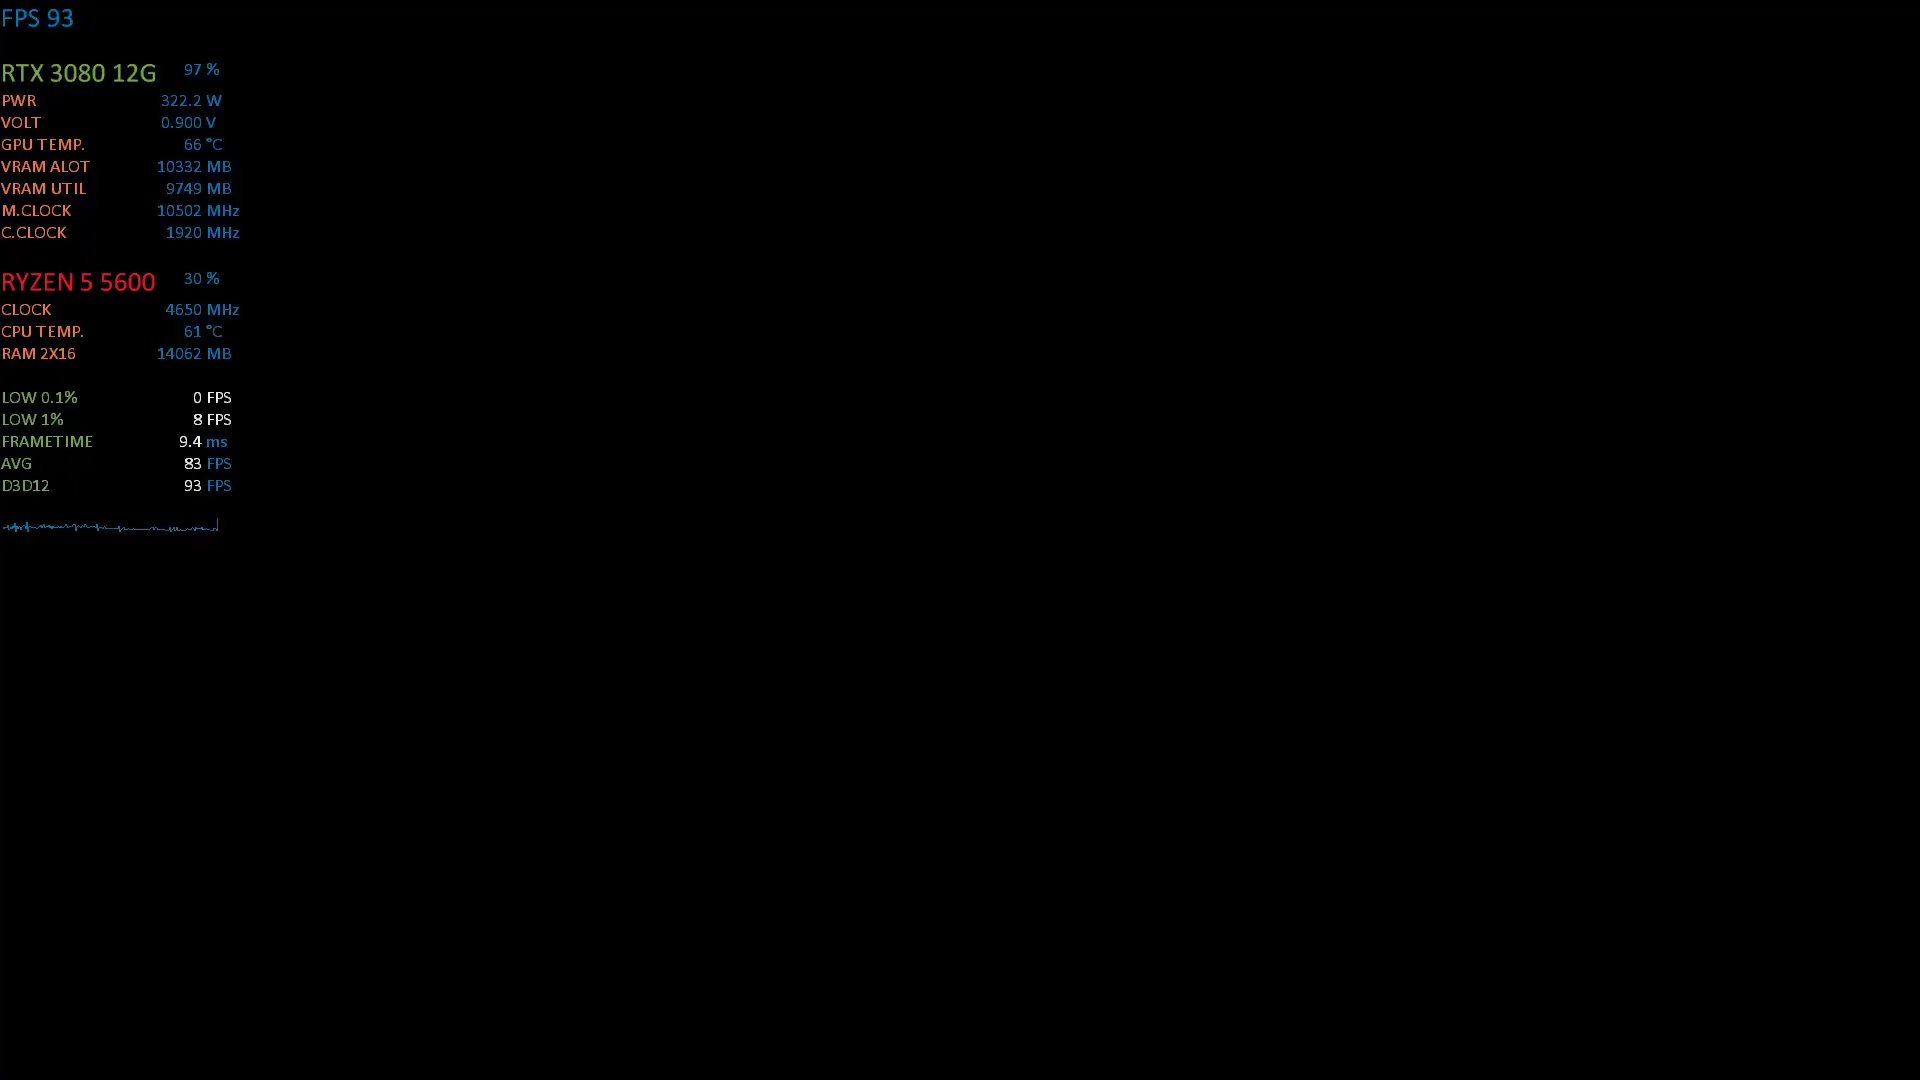 FPS 93
RTX 3080 12G 97 %
PWR 322.2 W
VOLT 0.900 V
GPU TEMP. 66 °C
VRAM ALOT 10332 MB
VRAM UTIL 9749 MB
M.CLOCK 10502 MHz
C.CLOCK 1920 MHz
RYZEN 5 5600 30 %
CLOCK 4650 MHz
CPU TEMP. 61 °C
RAM 2X16 14062 MB
LOW 0.1% 0 FPS
LOW 1% 8 FPS
FRAMETIME 9.4 ms
AVG 83 FPS
D3D12 93 FPS